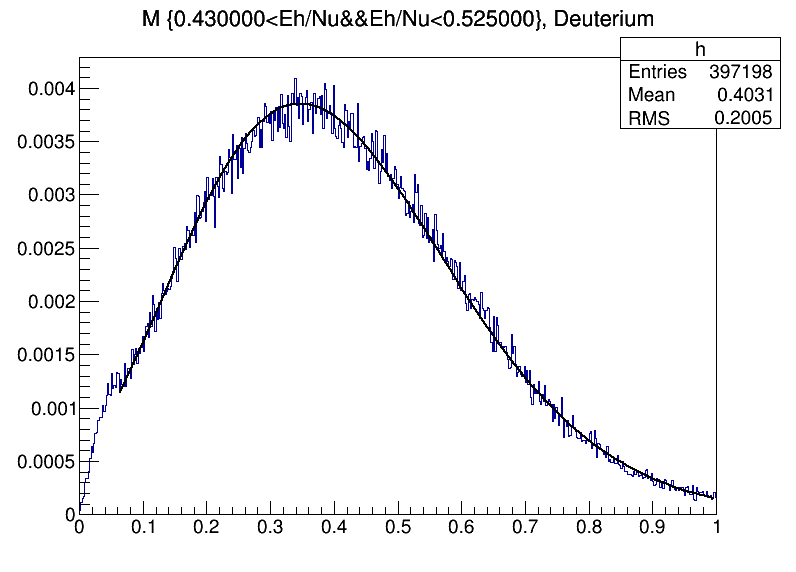 M {0.430000<Eh/Nu&&Eh/Nu<0.525000}, Deuterium
h
Entries 397198
Mean 0.4031
RMS 0.2005
0.004
0.0035
0.003
0.0025
0.002
0.0015
0.001
0.0005
0
0 0.1 0.2 0.3 0.4 0.5 0.6 0.7 0.8 0.9 1